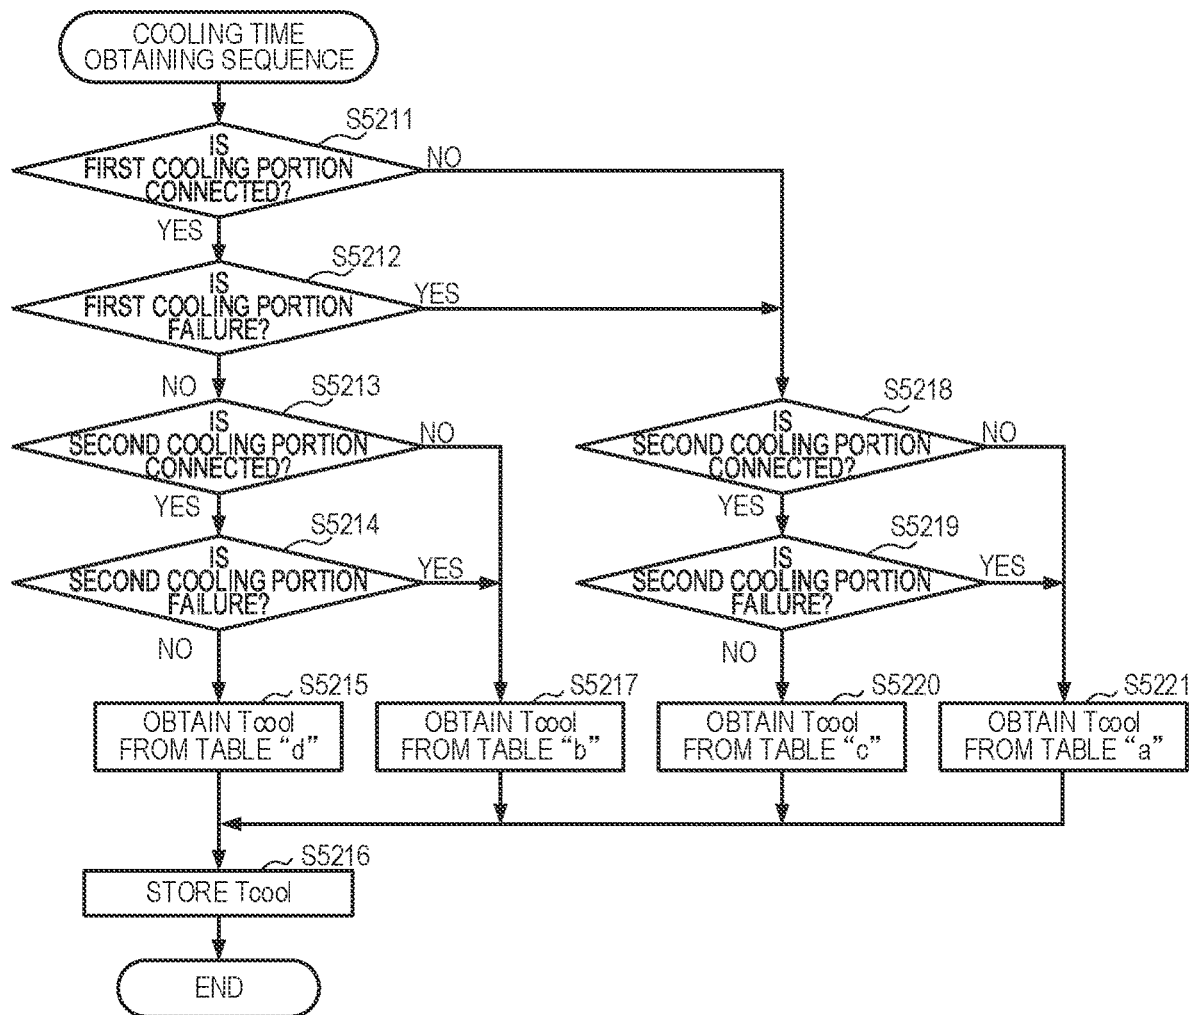 COOLING TIME
OBTAINING SEQUENCE
S5211
IS
FIRST COOLING PORTION
CONNECTED?
NO
YES
S5212
IS
FIRST COOLING PORTION
FAILURE?
YES
NO
S5213
IS
SECOND COOLING PORTION
CONNECTED?
NO
YES
S5214
IS
SECOND COOLING PORTION
FAILURE?
YES
NO
S5218
IS
SECOND COOLING PORTION
CONNECTED?
NO
YES
S5219
IS
SECOND COOLING PORTION
FAILURE?
YES
NO
S5215
OBTAIN Tcool
FROM TABLE “d”
S5217
OBTAIN Tcool
FROM TABLE “b”
S5220
OBTAIN Tcool
FROM TABLE “c”
S5221
OBTAIN Tcool
FROM TABLE “a”
S5216
STORE Tcool
END